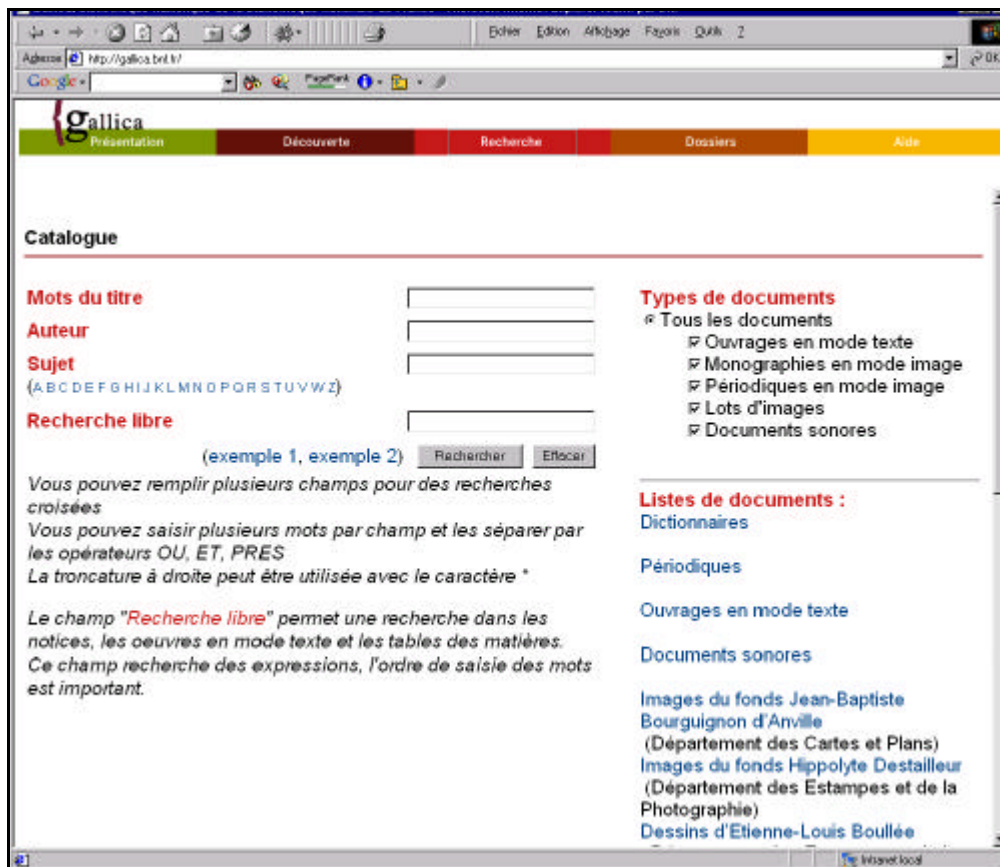 Fichier Edition Affichage Favoris Outils ?
Adresse http://gallica.bnf.fr/ OK
Google PageRank
gallica
Présentation Découverte Recherche Dossiers Aide
Catalogue
Mots du titre
Auteur
Sujet
(A B C D E F G H I J K L M N O P Q R S T U V W Z)
Recherche libre
(exemple 1, exemple 2) Rechercher Effacer
Vous pouvez remplir plusieurs champs pour des recherches
croisées
Vous pouvez saisir plusieurs mots par champ et les séparer par
les opérateurs OU, ET, PRES
La troncature à droite peut être utilisée avec le caractère *
Le champ "Recherche libre" permet une recherche dans les
notices, les oeuvres en mode texte et les tables des matières.
Ce champ recherche des expressions, l'ordre de saisie des mots
est important.
Types de documents
Tous les documents
Ouvrages en mode texte
Monographies en mode image
Périodiques en mode image
Lots d'images
Documents sonores
Listes de documents :
Dictionnaires
Périodiques
Ouvrages en mode texte
Documents sonores
Images du fonds Jean-Baptiste
Bourguignon d'Anville
(Département des Cartes et Plans)
Images du fonds Hippolyte Destailleur
(Département des Estampes et de la
Photographie)
Dessins d'Etienne-Louis Boullée
Intranet local